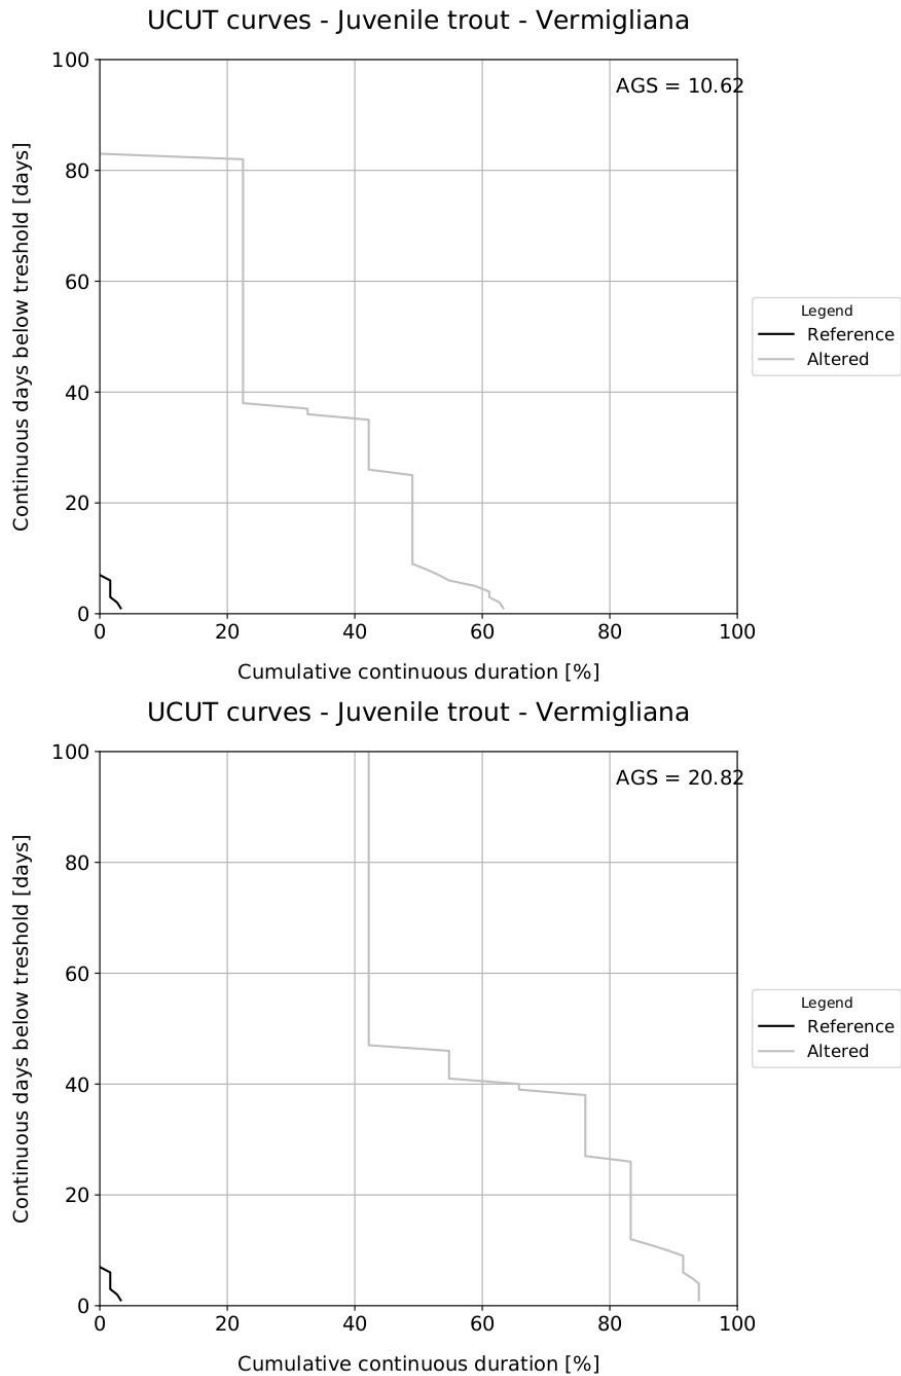 UCUT curves - Juvenile trout - Vermigliana
AGS = 10.62
100
80
60
40
20
0
Continuous days below treshold [days]
0 20 40 60 80 100
Cumulative continuous duration [%]
Legend
Reference
Altered
UCUT curves - Juvenile trout - Vermigliana
AGS = 20.82
100
80
60
40
20
0
Continuous days below treshold [days]
0 20 40 60 80 100
Cumulative continuous duration [%]
Legend
Reference
Altered